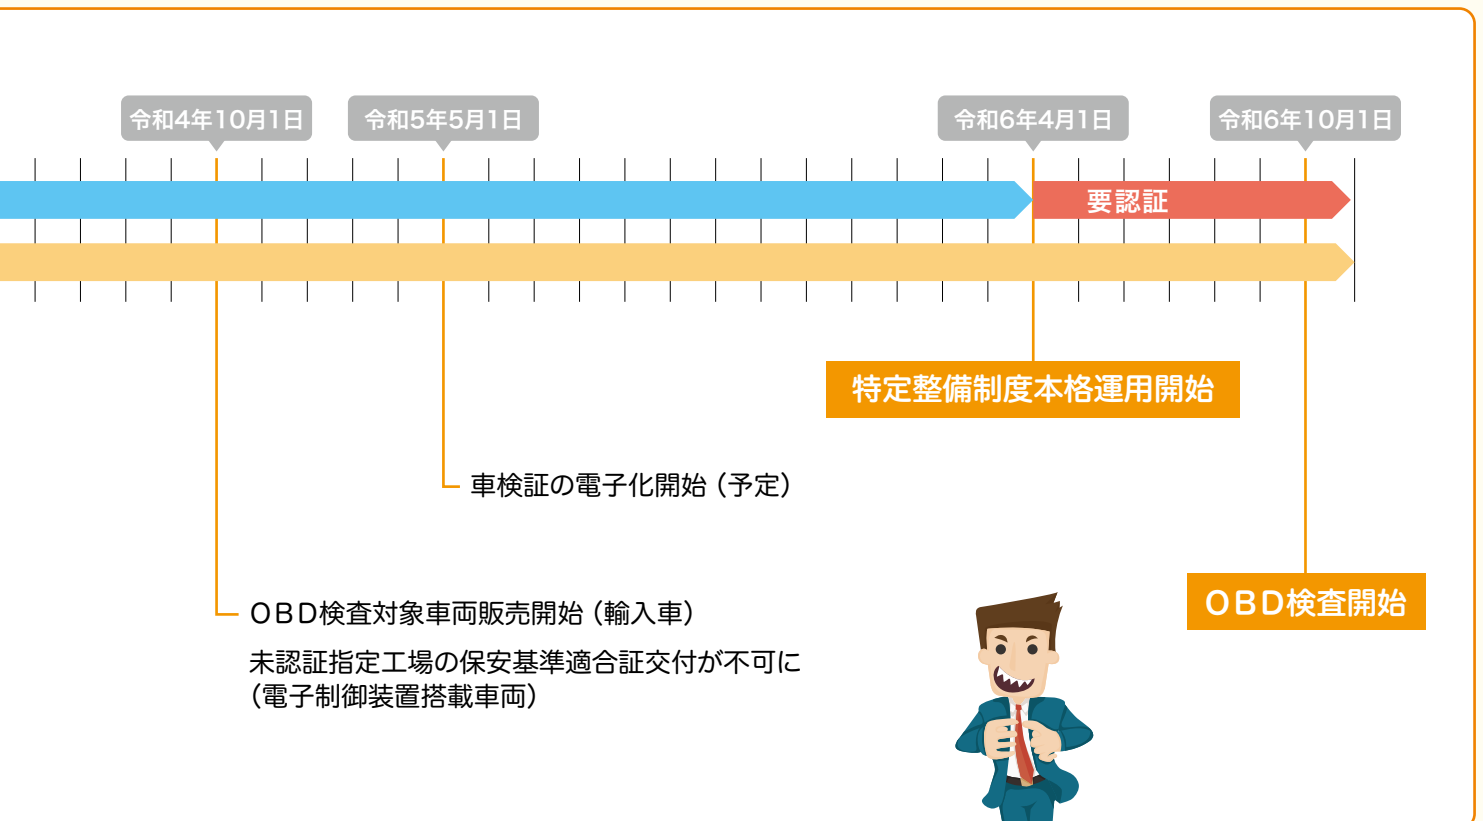 令和4年10月1日
令和5年5月1日
令和6年4月1日
令和6年10月1日
要認証
特定整備制度本格運用開始
車検証の電子化開始（予定）
OBD検査開始
OBD検査対象車両販売開始（輸入車）
未認証指定工場の保安基準適合証交付が不可に
（電子制御装置搭載車両）